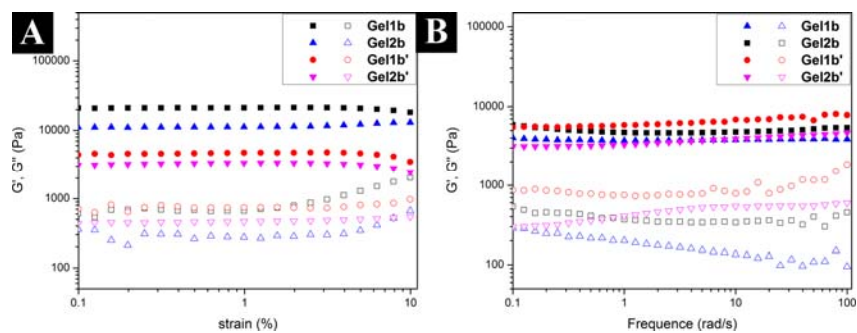 A
Gel1b
Gel2b
Gel1b'
Gel2b'
100000
10000
1000
100
G', G'' (Pa)
0.1
1
10
strain (%)
B
Gel1b
Gel2b
Gel1b'
Gel2b'
100000
10000
1000
100
G', G'' (Pa)
0.1
1
10
100
Frequence (rad/s)